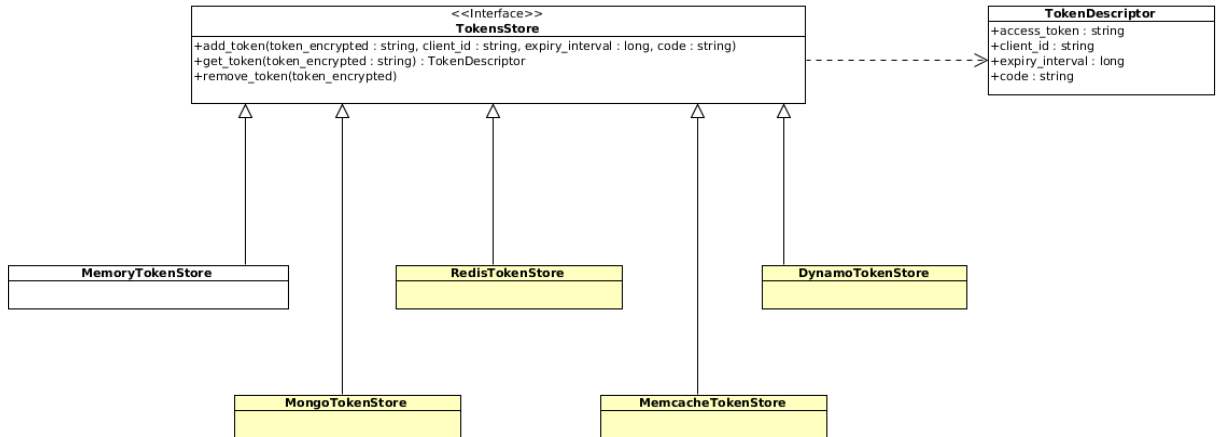 <<Interface>>
TokensStore
+add_token(token_encrypted : string, client_id : string, expiry_interval : long, code : string)
+get_token(token_encrypted : string) : TokenDescriptor
+remove_token(token_encrypted)
TokenDescriptor
+access_token : string
+client_id : string
+expiry_interval : long
+code : string
MemoryTokenStore
RedisTokenStore
DynamoTokenStore
MongoTokenStore
MemcacheTokenStore